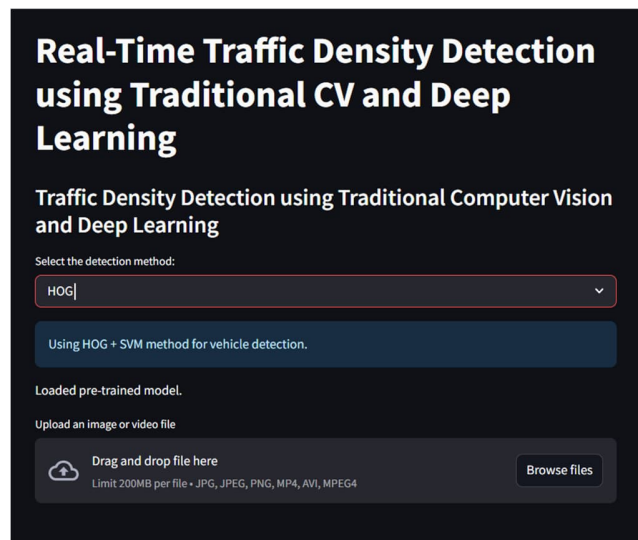 Real-Time Traffic Density Detection
using Traditional CV and Deep
Learning
Traffic Density Detection using Traditional Computer Vision
and Deep Learning
Select the detection method:
HOG
Using HOG + SVM method for vehicle detection.
Loaded pre-trained model.
Upload an image or video file
Drag and drop file here
Limit 200MB per file • JPG, JPEG, PNG, MP4, AVI, MPEG4
Browse files